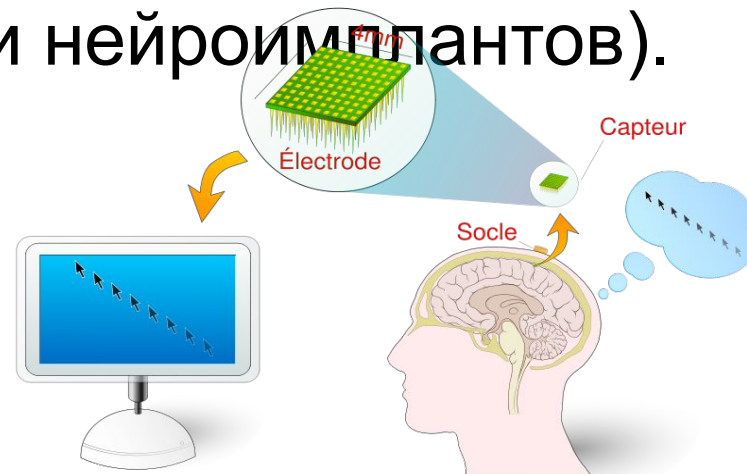 и нейроимплантов).
4mm
Électrode
Capteur
Socle